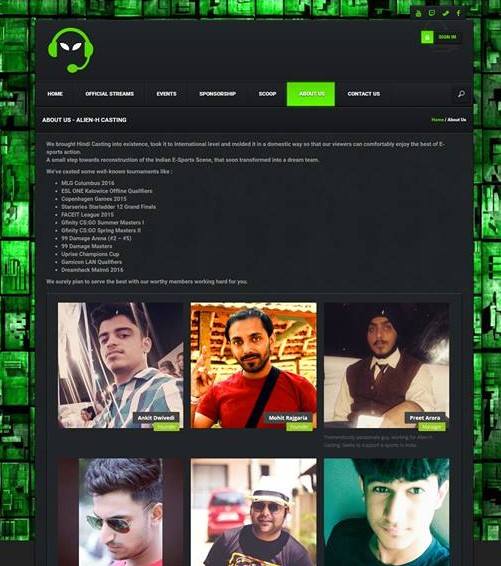 SIGN IN
HOME OFFICIAL STREAMS EVENTS SPONSORSHIP SCOOP ABOUT US CONTACT US
ABOUT US - ALIEN-H CASTING Home / About Us
We brought Hindi Casting into existence, took it to International level and molded it in a domestic way so that our viewers can comfortably enjoy the best of E-
sports action.
A small step towards reconstruction of the Indian E-Sports Scene, that soon transformed into a dream team.
We've casted some well-known tournaments like :
MLG Columbus 2016
ESL ONE Katowice Offline Qualifiers
Copenhagen Games 2015
Starseries Starladder 12 Grand Finals
FACEIT League 2015
Gfinity CS:GO Summer Masters I
Gfinity CS:GO Spring Masters II
99 Damage Arena (#2 – #5)
99 Damage Masters
Uprise Champions Cup
Gamicon LAN Qualifiers
Dreamhack Malmö 2016
We surely plan to serve the best with our worthy members working hard for you.
Ankit Dwivedi
Founder
Mohit Rajgaria
Founder
Preet Arora
Manager
Tremendously passionate guy, working for Alien-H
Casting. Seeks to support e-sports in India.